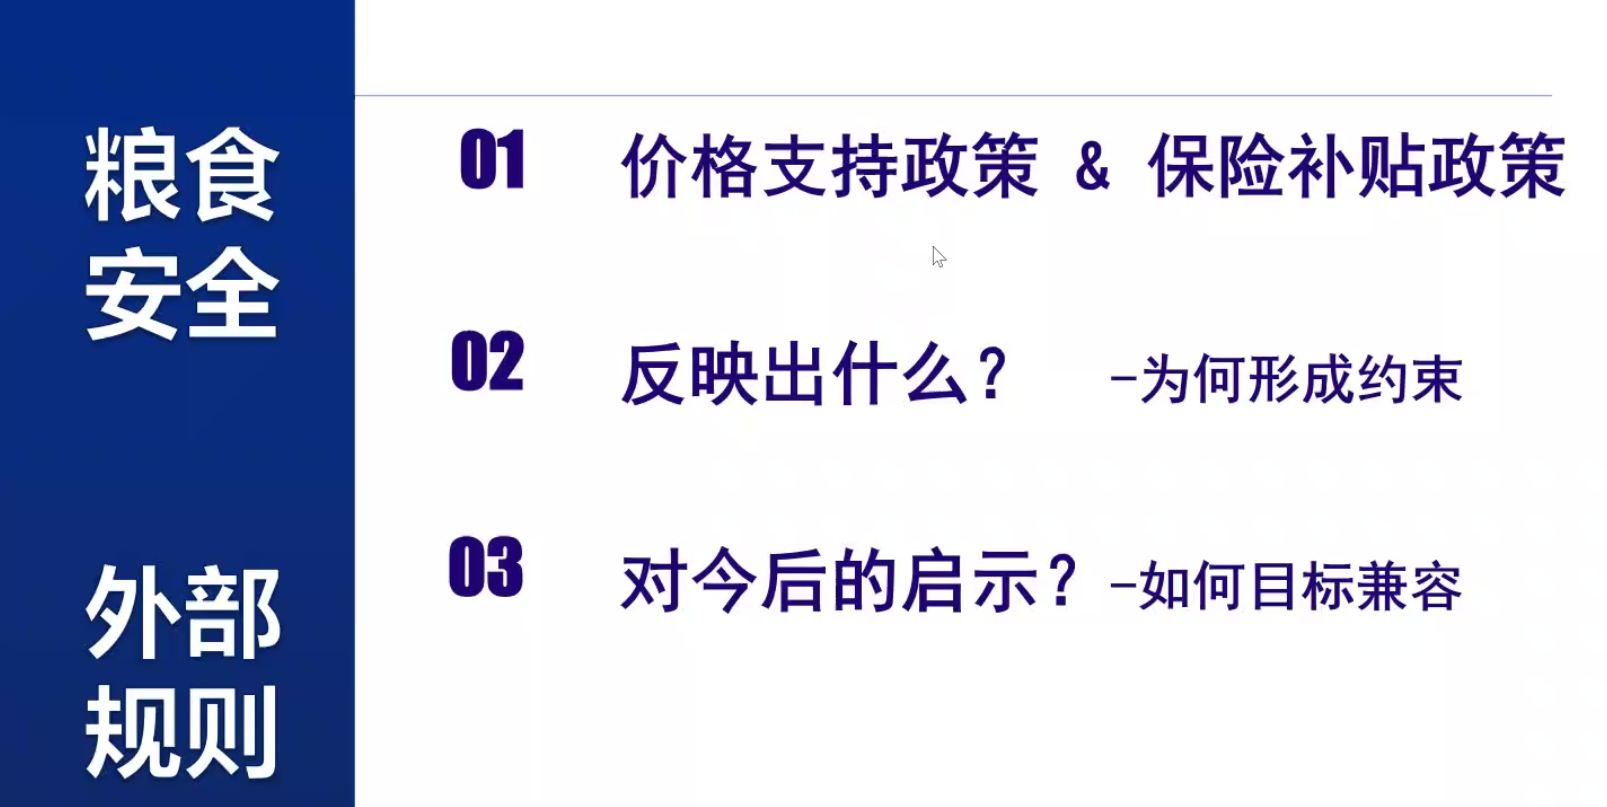 粮食
安全
外部
规则
01 价格支持政策 & 保险补贴政策
02 反映出什么？ -为何形成约束
03 对今后的启示？ -如何目标兼容